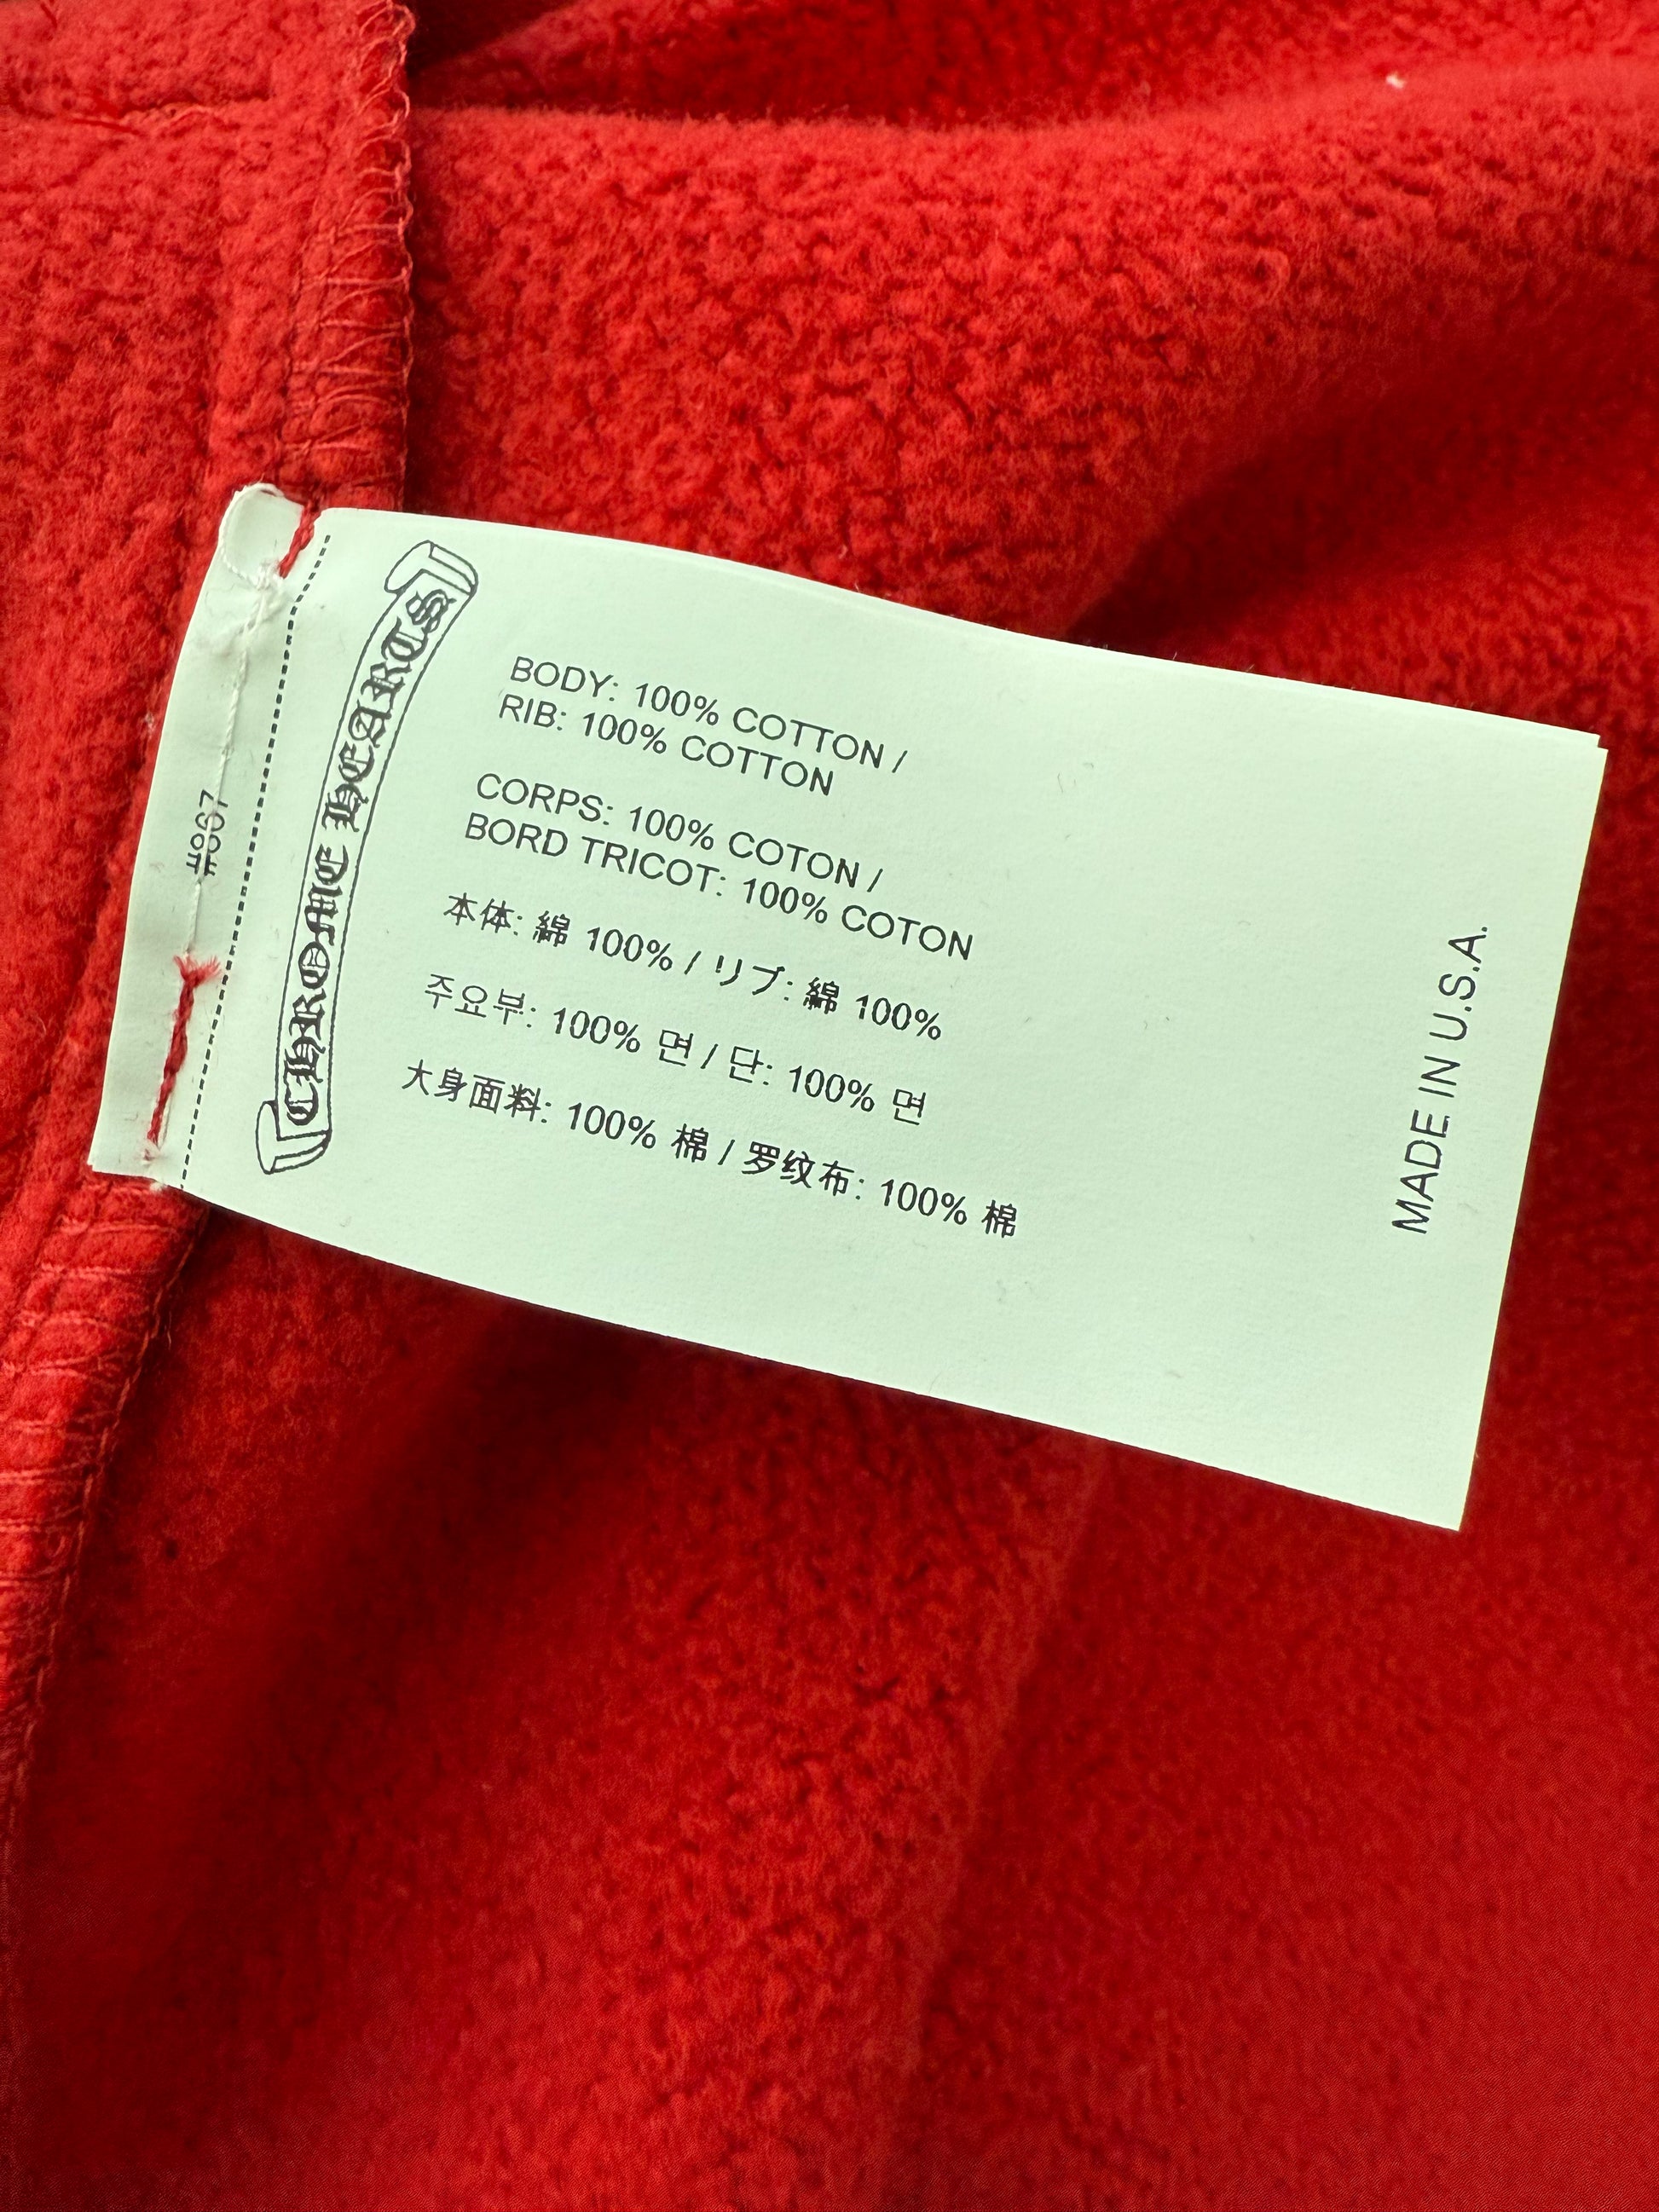 CHROME HEARTS
BODY: 100% COTTON /
RIB: 100% COTTON
CORPS: 100% COTON /
BORD TRICOT: 100% COTON
本体: 綿 100% / リブ: 綿 100%
주요부: 100% 면 / 단: 100% 면
大身面料: 100% 棉 / 罗纹布: 100% 棉
MADE IN U.S.A.